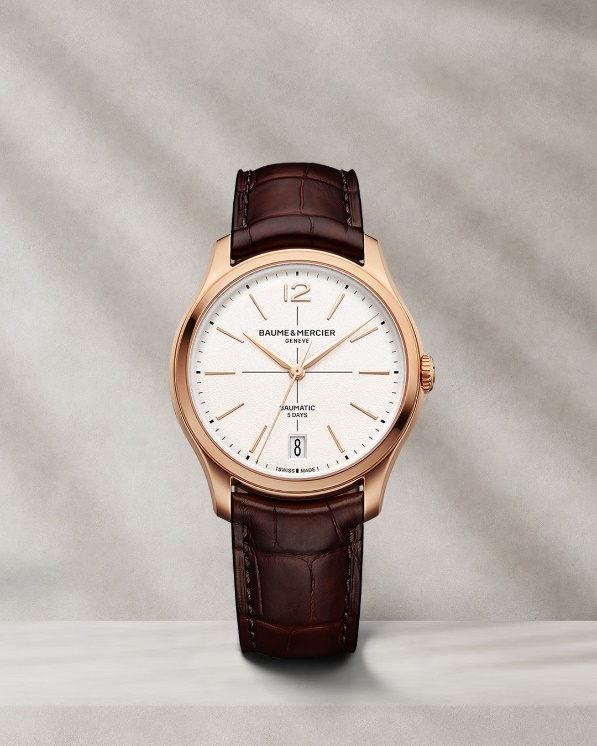 12
BAUME & MERCIER
GENEVE
BAUMATIC
5 DAYS
8
SWISS MADE